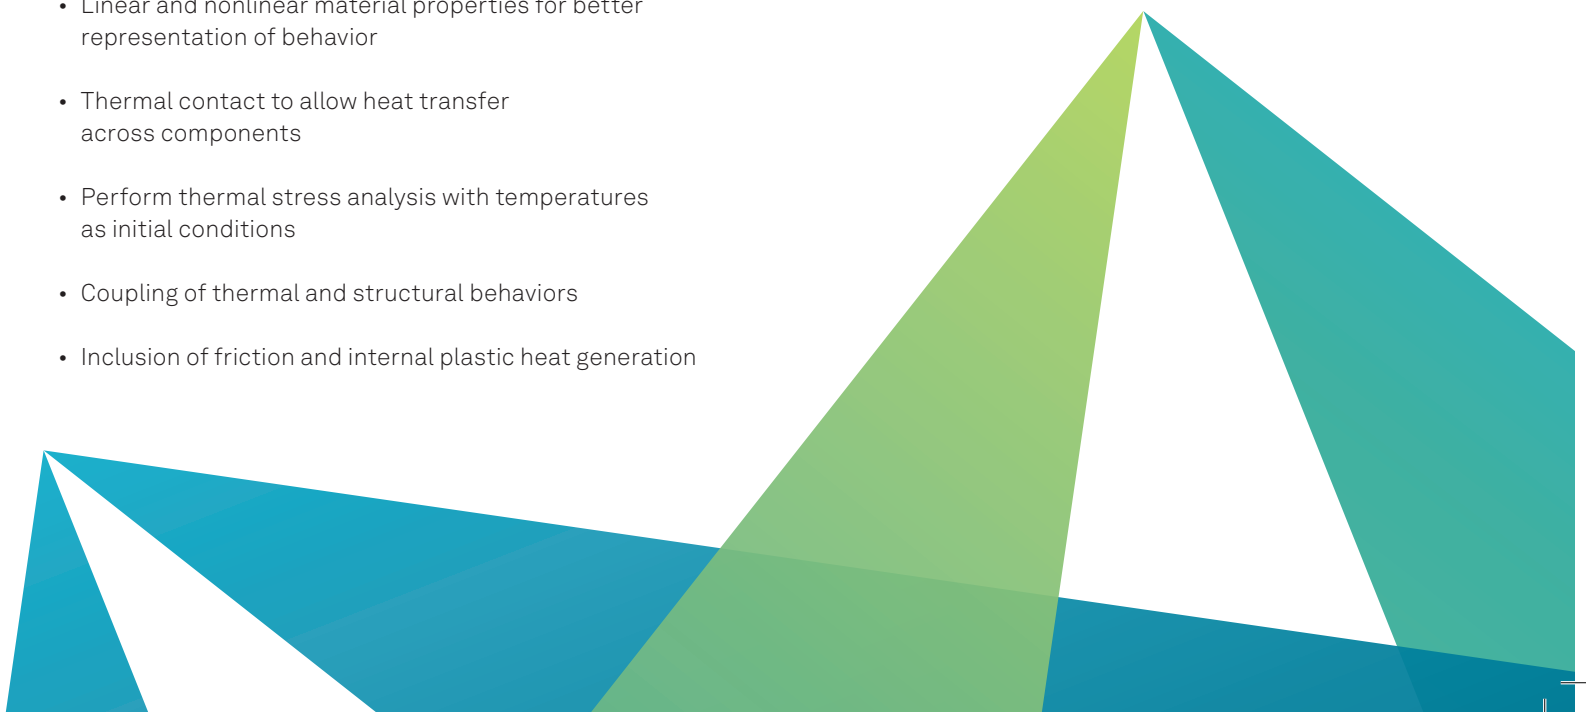 • Linear and nonlinear material properties for better
representation of behavior
• Thermal contact to allow heat transfer
across components
• Perform thermal stress analysis with temperatures
as initial conditions
• Coupling of thermal and structural behaviors
• Inclusion of friction and internal plastic heat generation